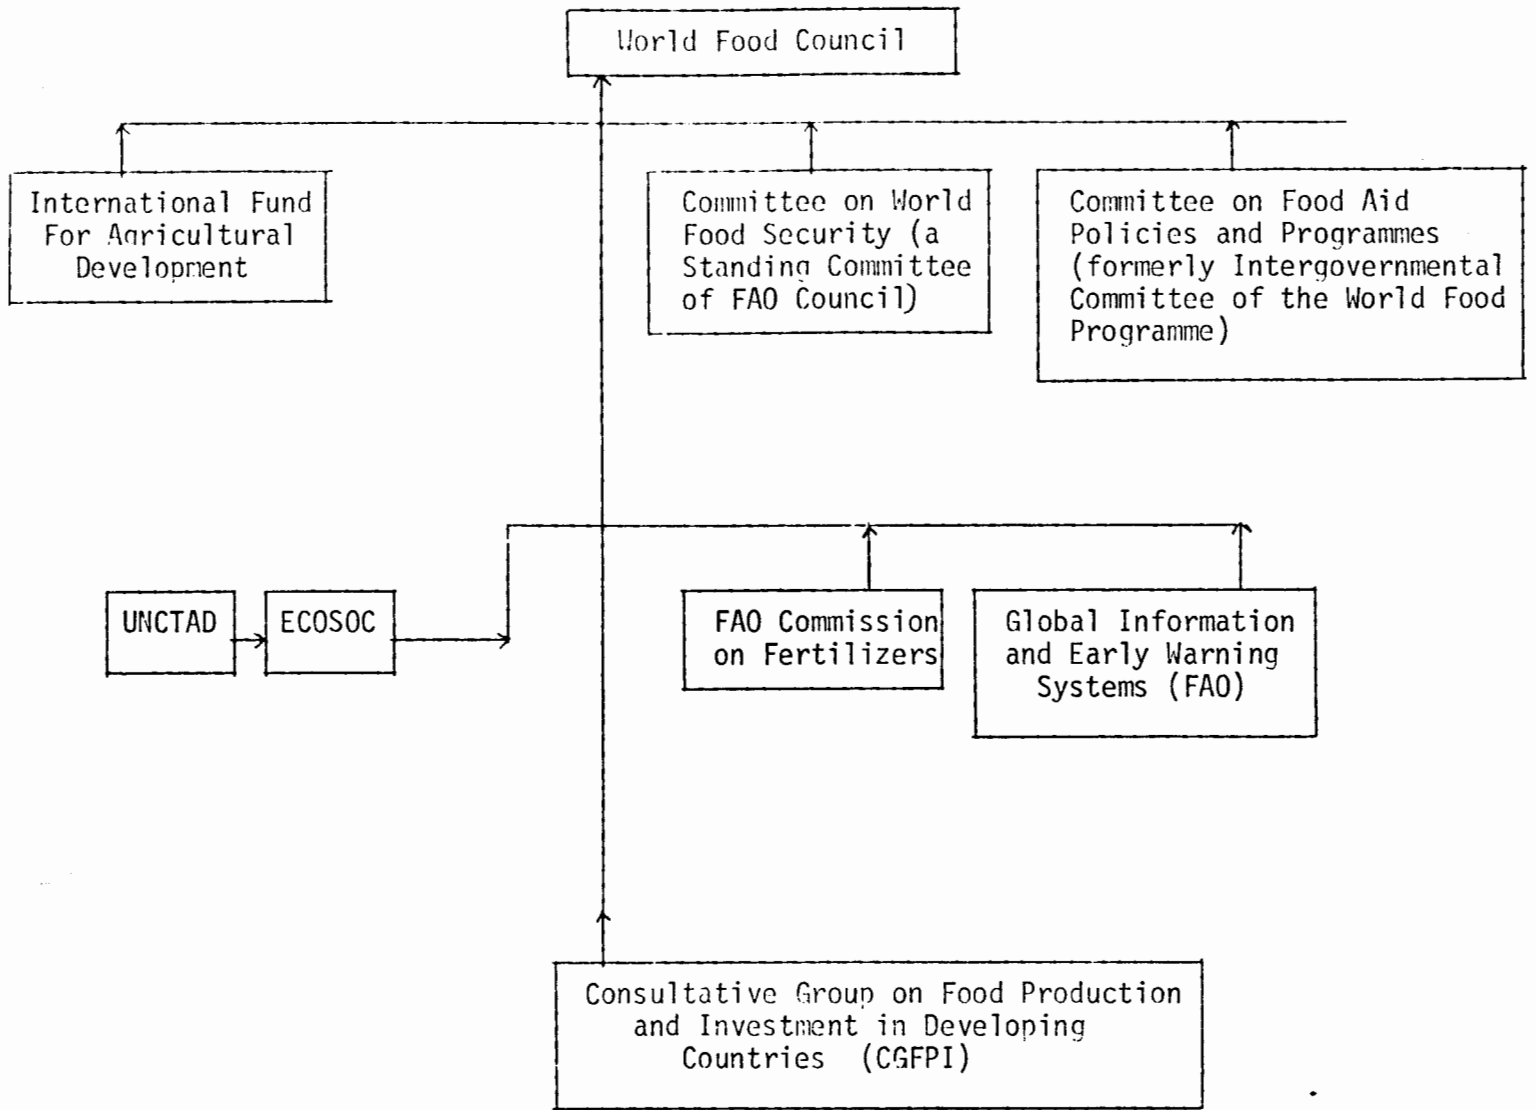 World Food Council
International Fund
For Agricultural
Development
Committee on World
Food Security (a
Standing Committee
of FAO Council)
Committee on Food Aid
Policies and Programmes
(formerly Intergovernmental
Committee of the World Food
Programme)
UNCTAD
ECOSOC
FAO Commission
on Fertilizers
Global Information
and Early Warning
Systems (FAO)
Consultative Group on Food Production
and Investment in Developing
Countries (CGFPI)